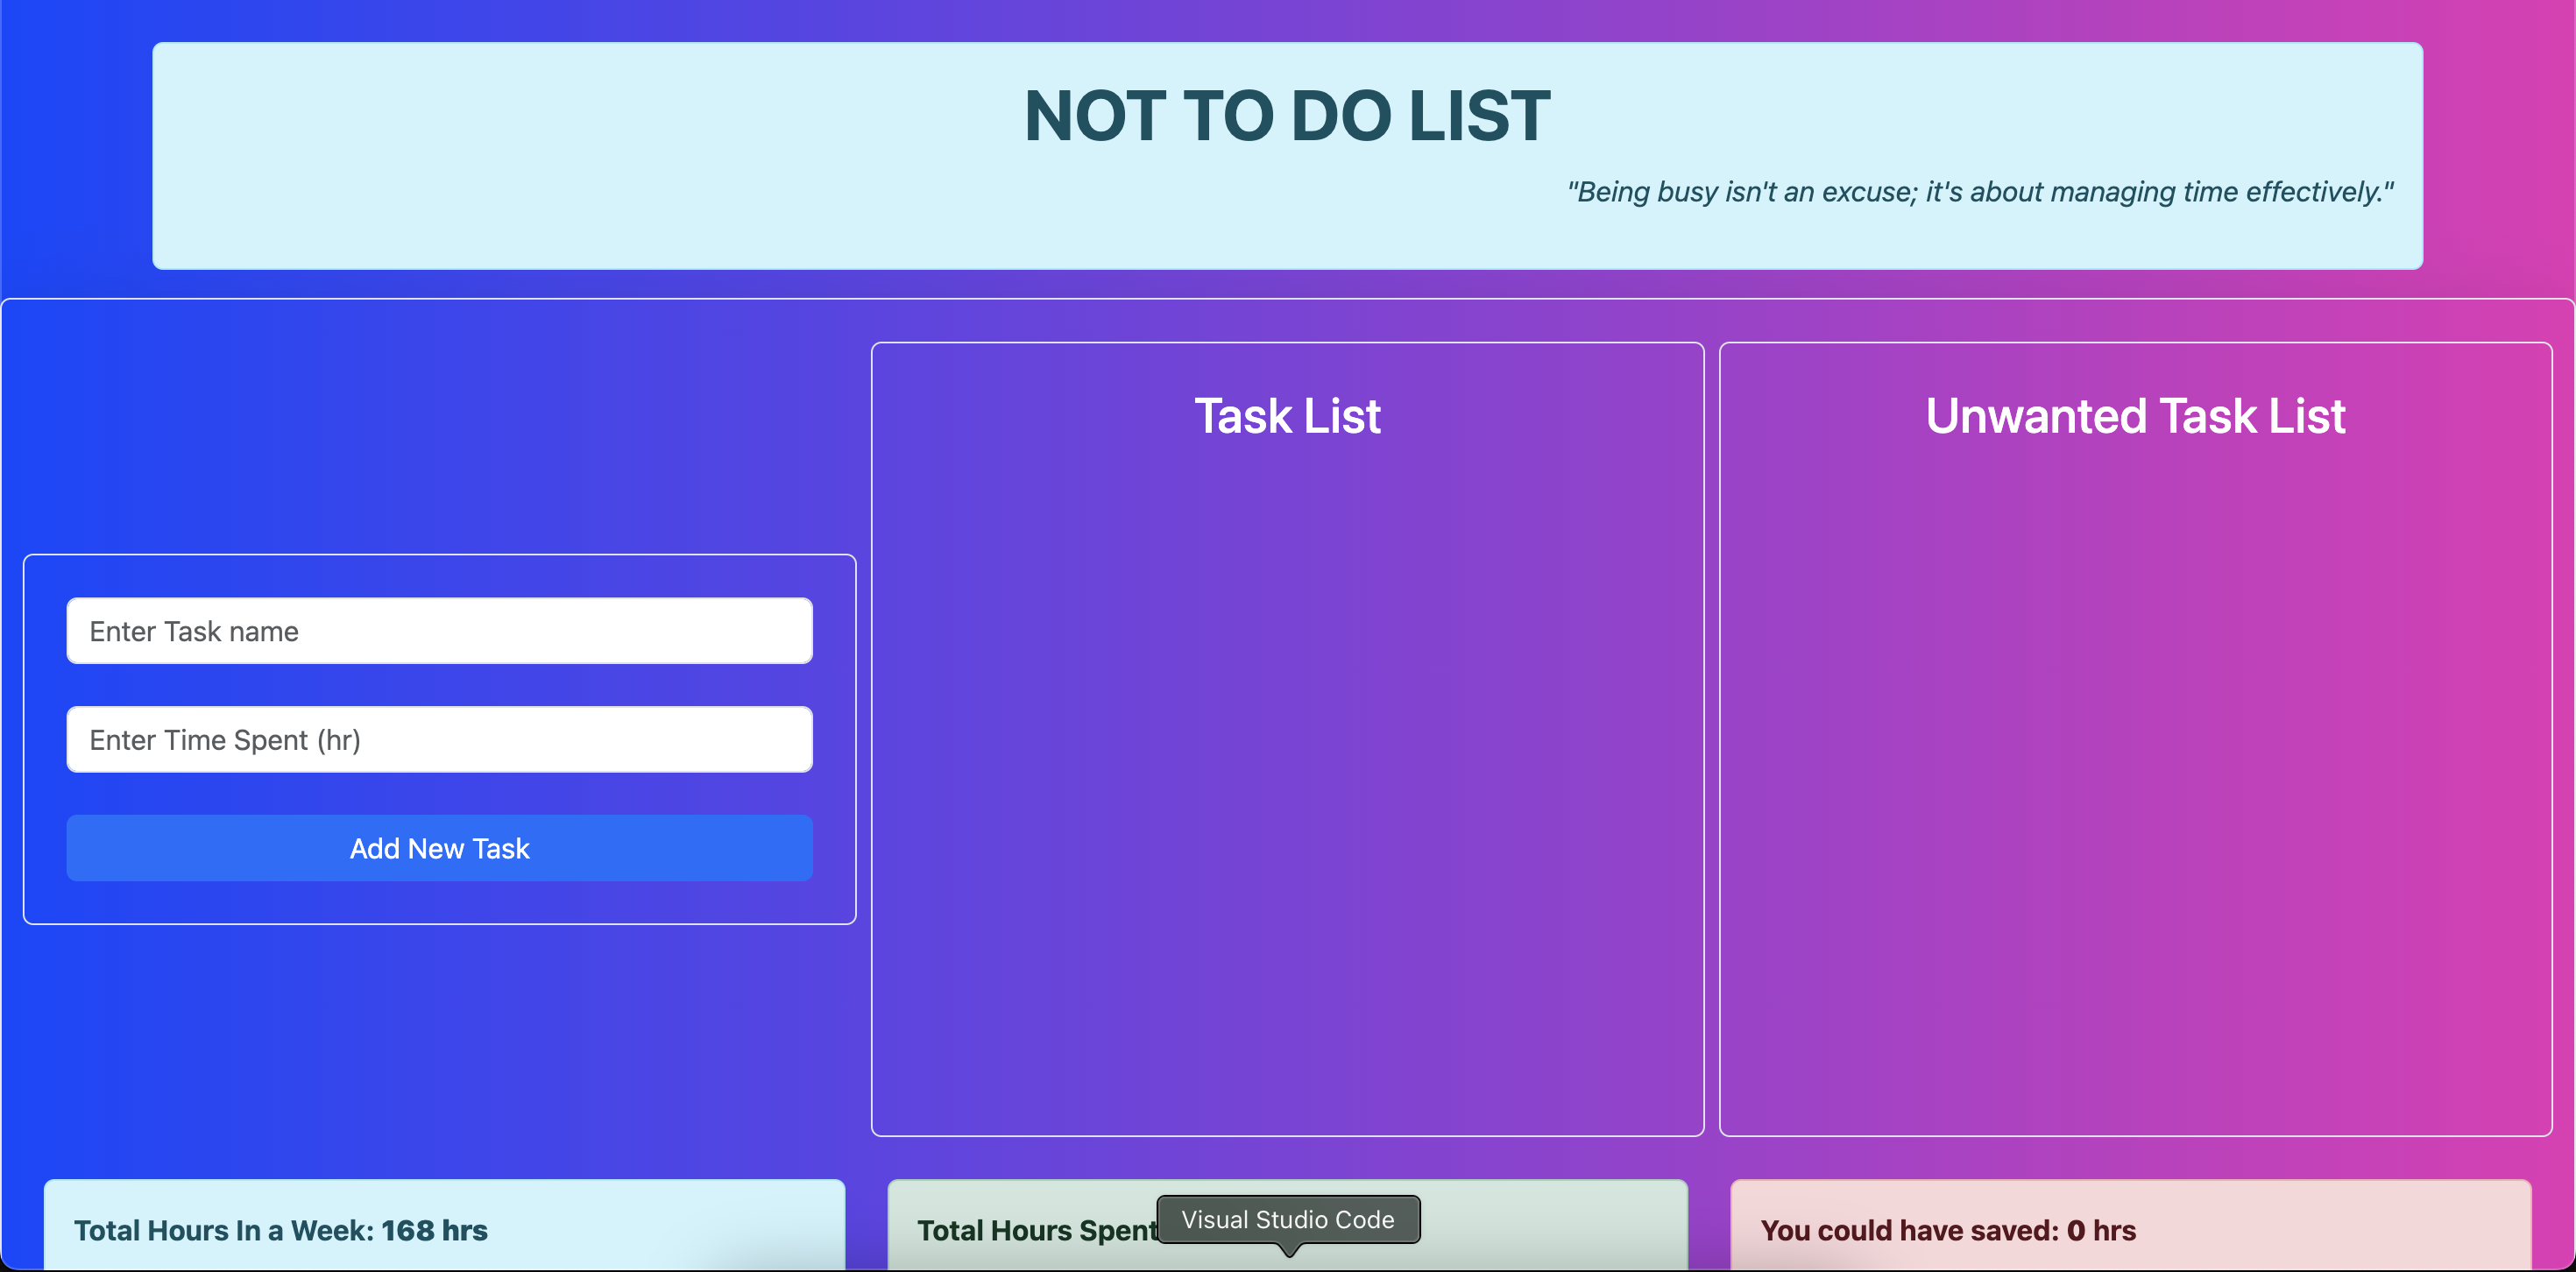 NOT TO DO LIST
"Being busy isn't an excuse; it's about managing time effectively."
Task List
Unwanted Task List
Enter Task name
Enter Time Spent (hr)
Add New Task
Total Hours In a Week: 168 hrs
Total Hours Spent
Visual Studio Code
You could have saved: 0 hrs